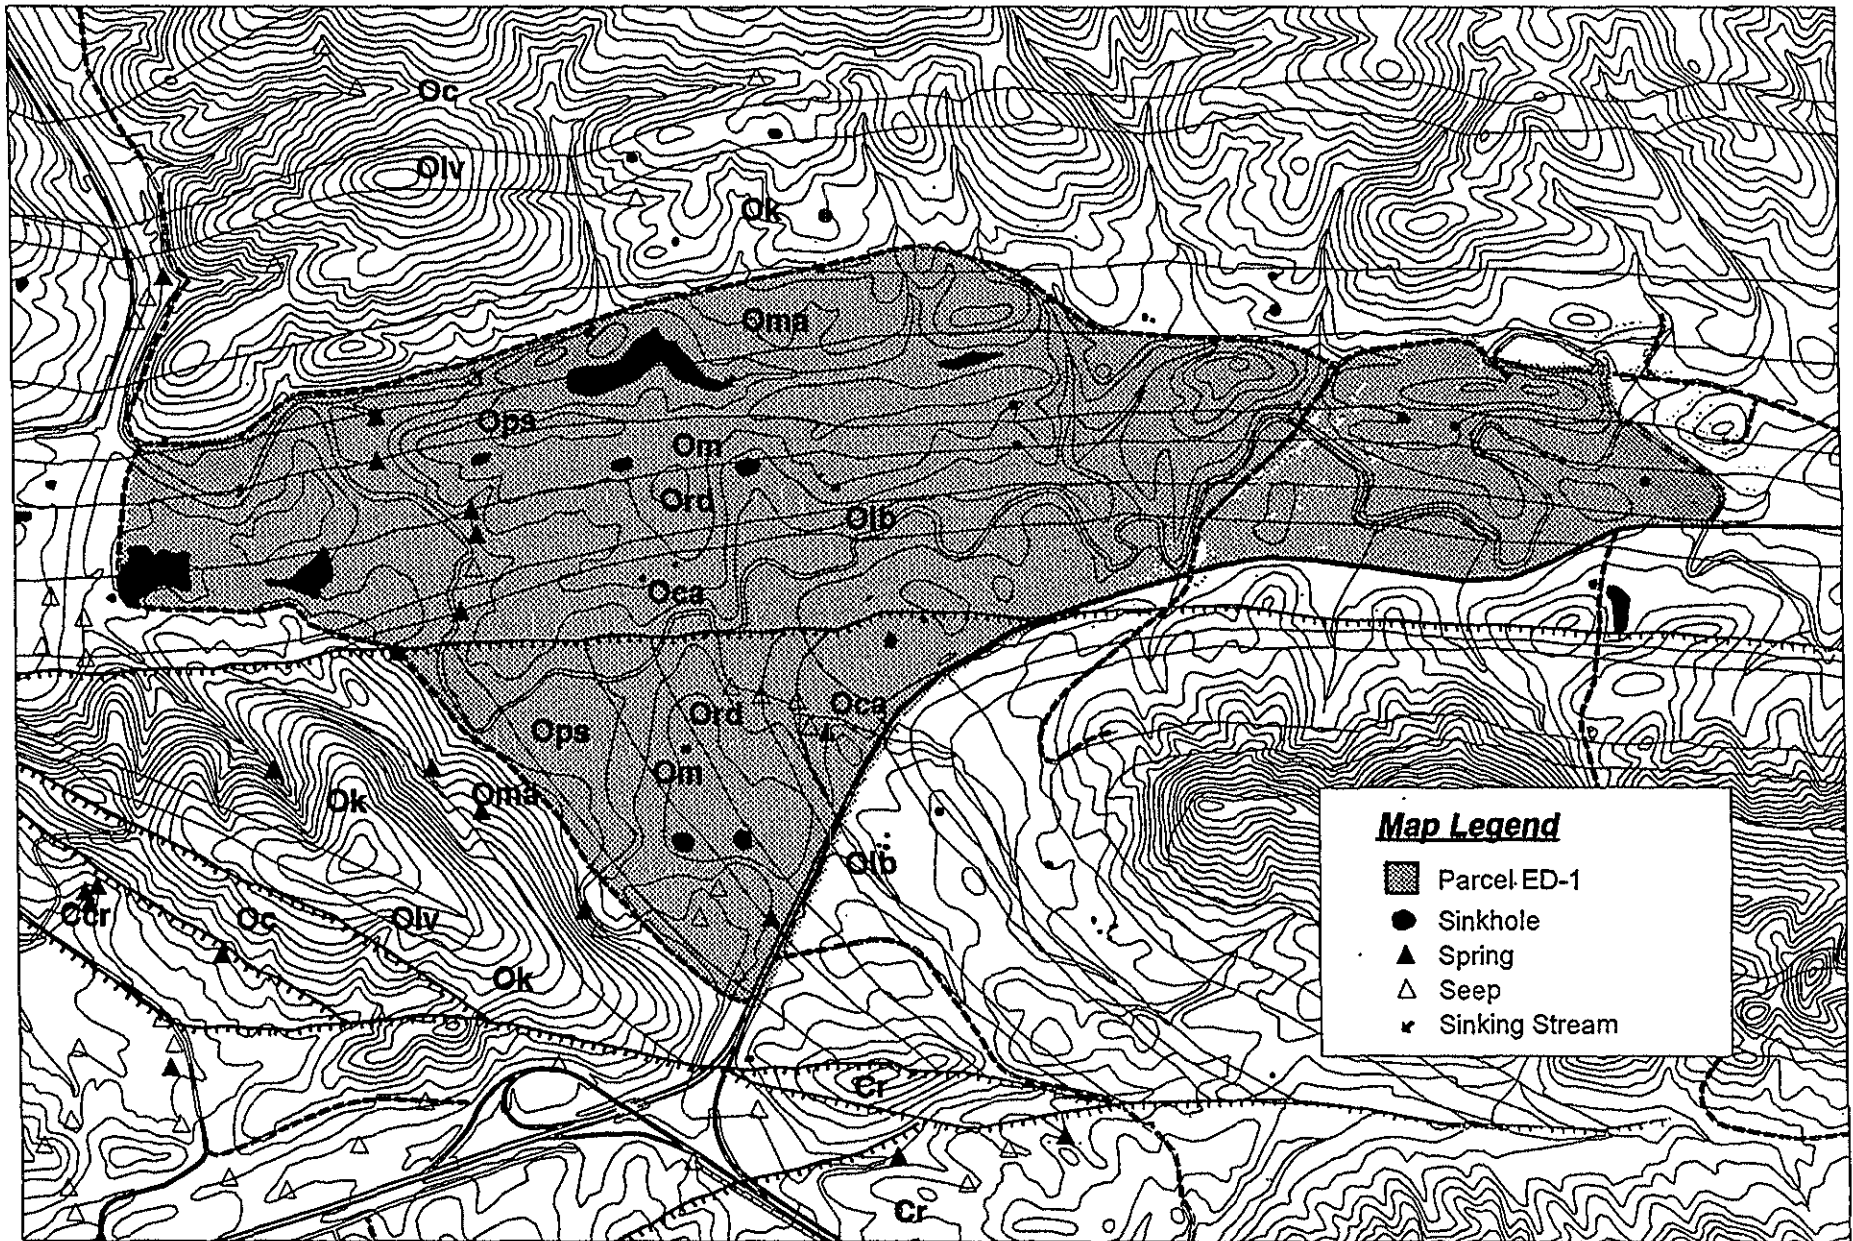 Oc
Olv
Ok
Oma
Ops
Om
Ord
Olb
Oca
Ord
Oca
Ops
Om
Ok
Oma
Olb
Ccr
Oc
Olv
Ok
Cr
Cr
Map Legend
Parcel ED-1
Sinkhole
Spring
Seep
Sinking Stream